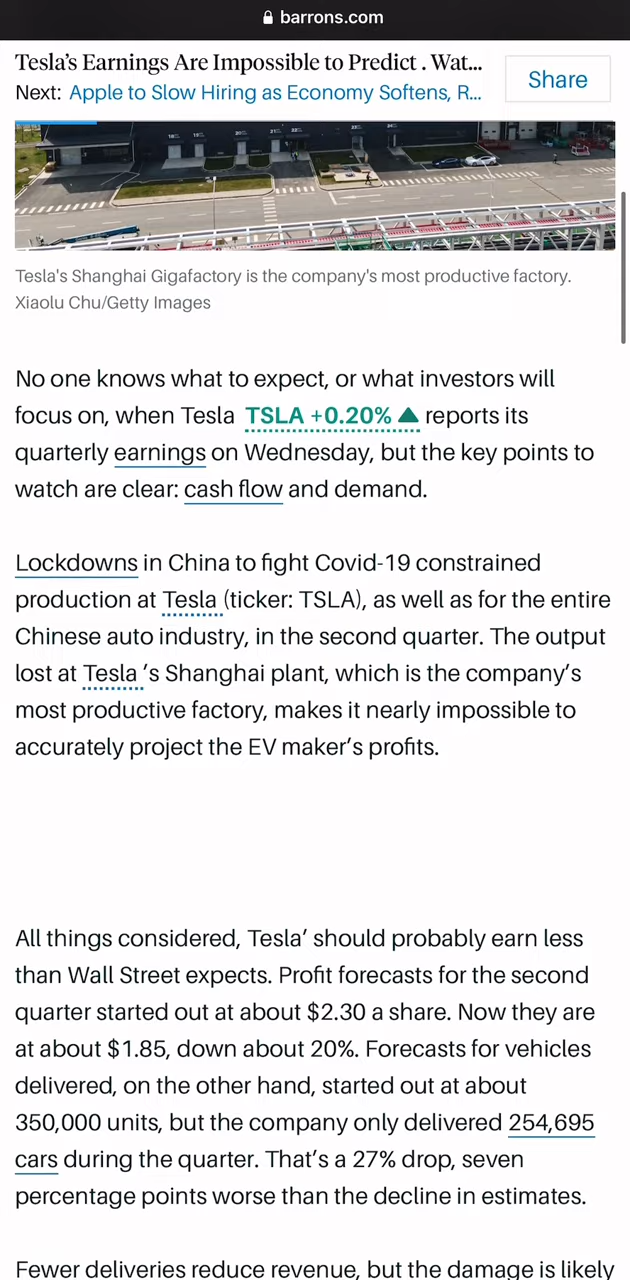 barrons.com
Tesla’s Earnings Are Impossible to Predict . Wat...
Share
Next: Apple to Slow Hiring as Economy Softens, R...
Tesla's Shanghai Gigafactory is the company's most productive factory.
Xiaolu Chu/Getty Images
No one knows what to expect, or what investors will
focus on, when Tesla TSLA +0.20% ▲ reports its
quarterly earnings on Wednesday, but the key points to
watch are clear: cash flow and demand.
Lockdowns in China to fight Covid-19 constrained
production at Tesla (ticker: TSLA), as well as for the entire
Chinese auto industry, in the second quarter. The output
lost at Tesla ’s Shanghai plant, which is the company’s
most productive factory, makes it nearly impossible to
accurately project the EV maker’s profits.
All things considered, Tesla’ should probably earn less
than Wall Street expects. Profit forecasts for the second
quarter started out at about $2.30 a share. Now they are
at about $1.85, down about 20%. Forecasts for vehicles
delivered, on the other hand, started out at about
350,000 units, but the company only delivered 254,695
cars during the quarter. That’s a 27% drop, seven
percentage points worse than the decline in estimates.
Fewer deliveries reduce revenue, but the damage is likely